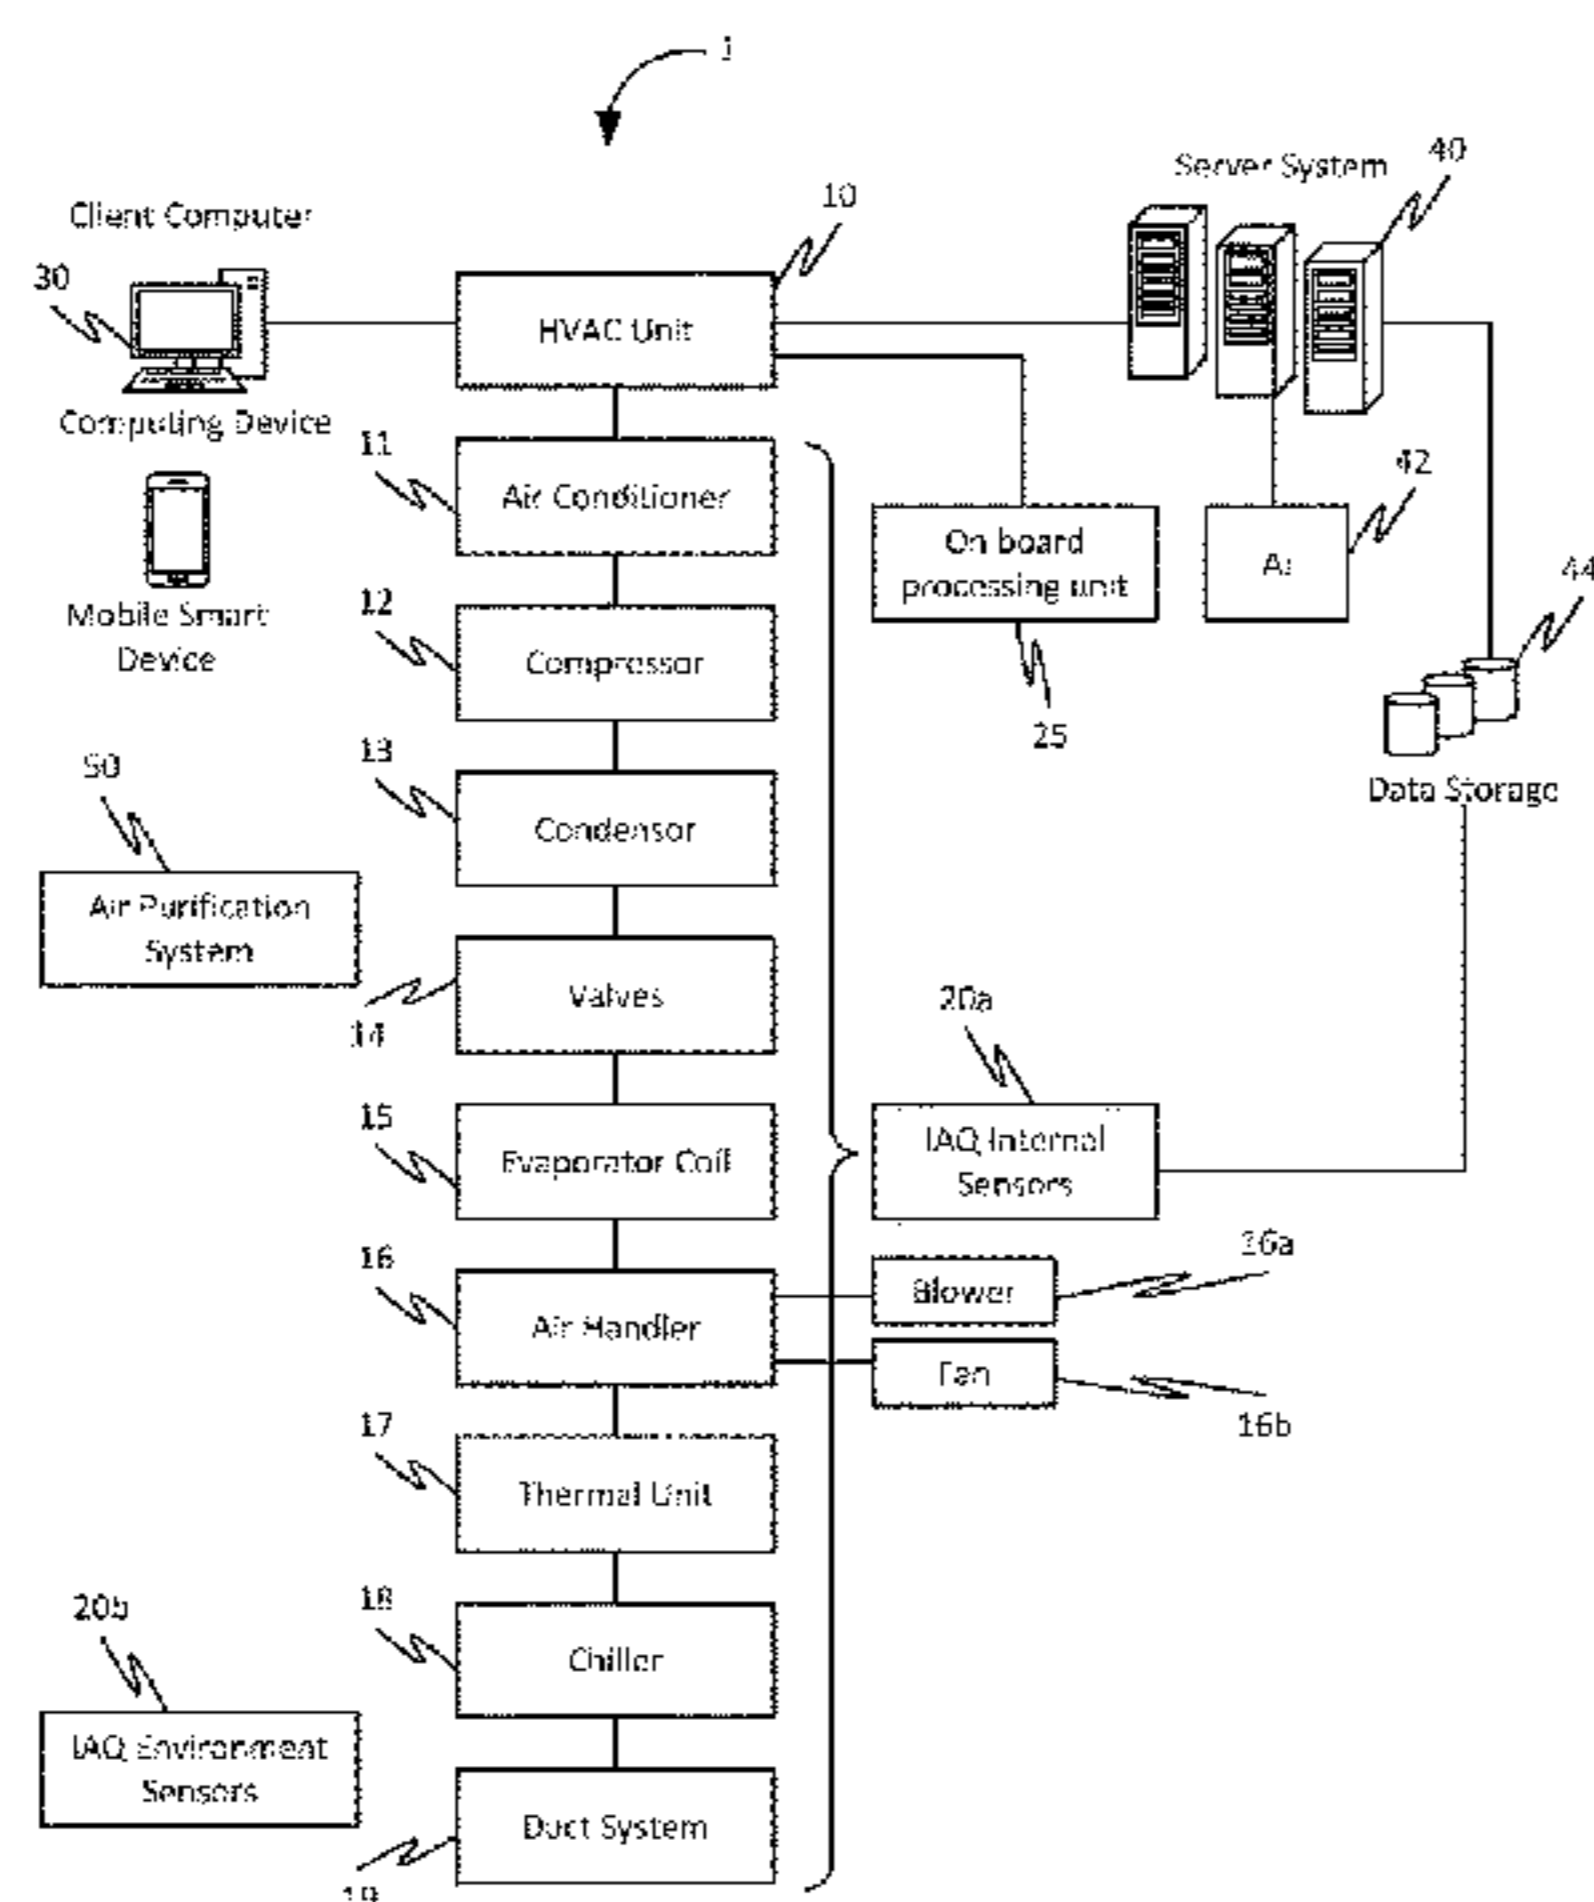 1
Server System
40
10
Client Computer
30
HVAC Unit
Computing Device
11
Air Conditioner
42
On board
processing unit
AI
44
12
Mobile Smart
Device
Compressor
25
13
50
Data Storage
Condensor
Air Purification
System
Valves
14
20a
15
IAQ Internal
Sensors
Evaporator Coil
16
16a
Blower
Air Handler
Fan
16b
17
Thermal Unit
18
20b
Chiller
IAQ Environment
Sensors
Duct System
19